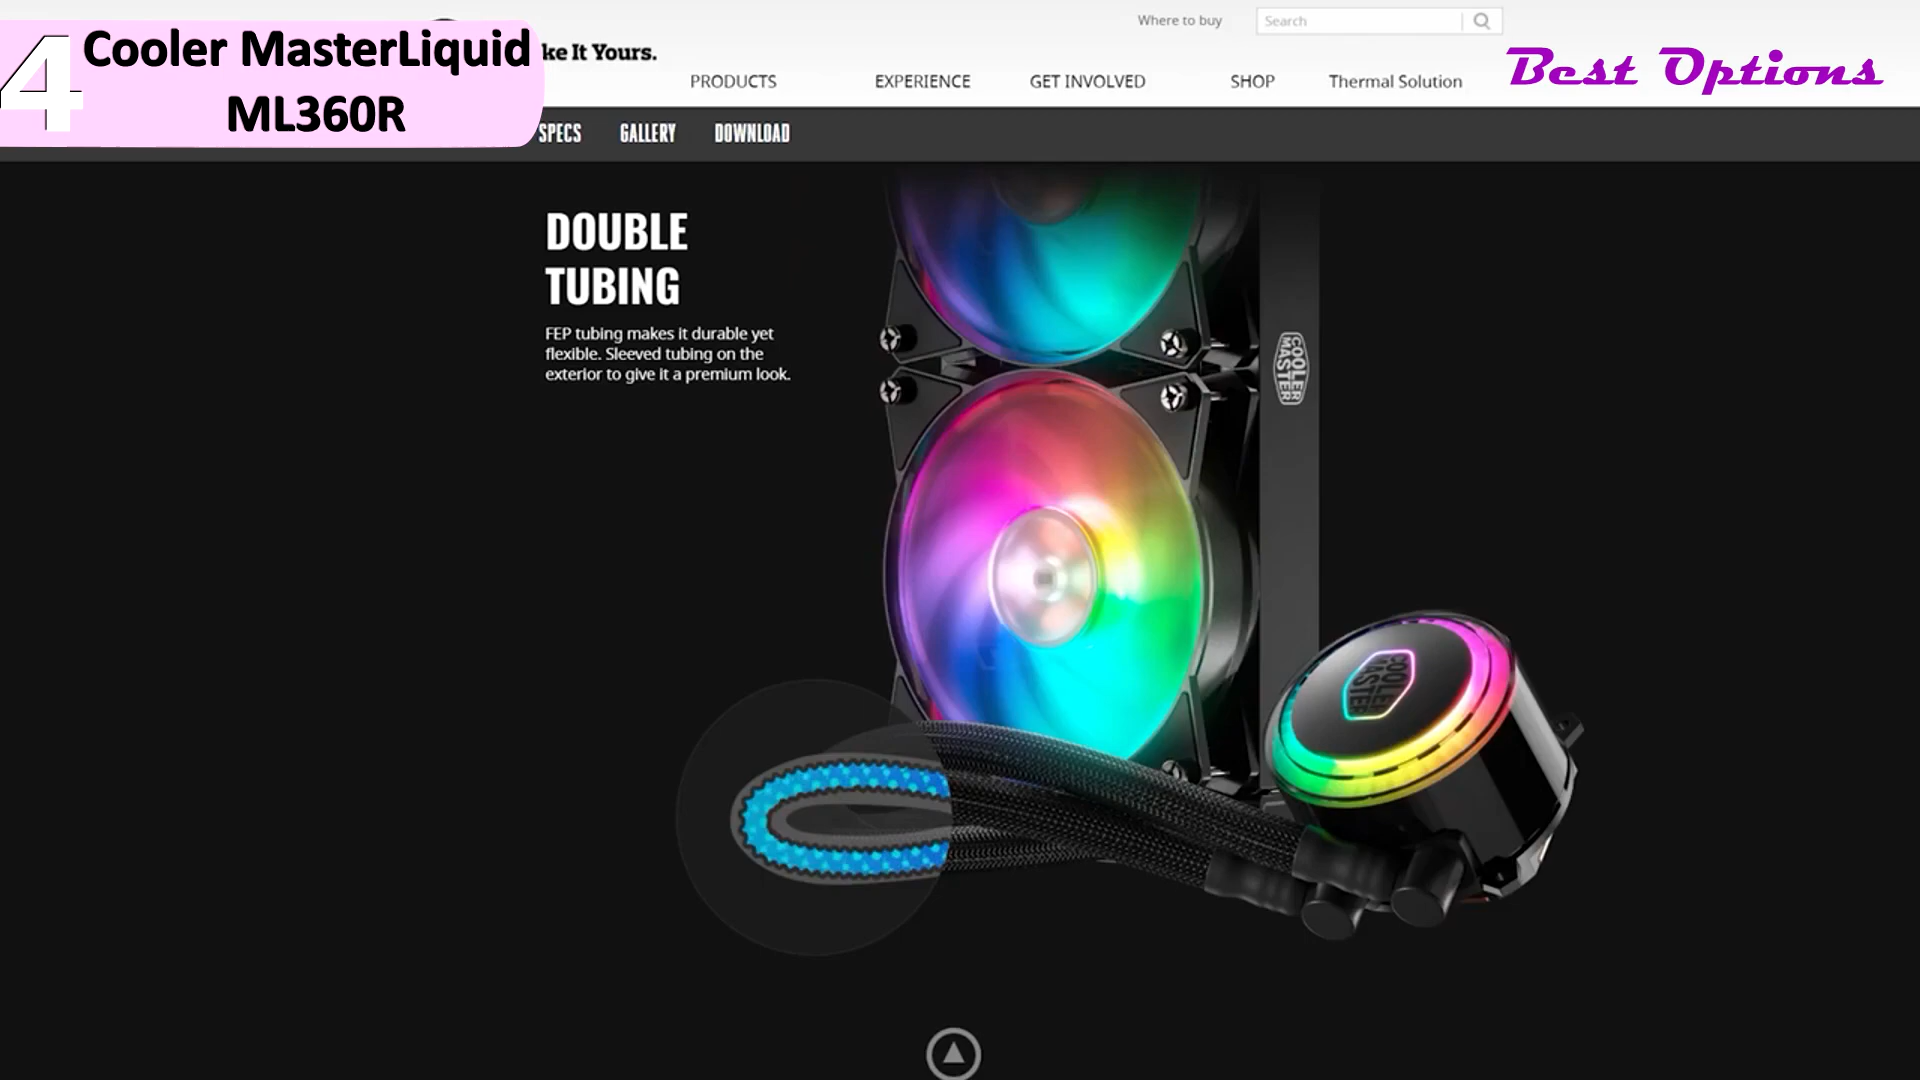 4
Cooler MasterLiquid
ML360R
ke It Yours.
Where to buy
Search
PRODUCTS
EXPERIENCE
GET INVOLVED
SHOP
Thermal Solution
Best Options
SPECS
GALLERY
DOWNLOAD
DOUBLE
TUBING
FEP tubing makes it durable yet
flexible. Sleeved tubing on the
exterior to give it a premium look.
COOLER
MASTER
COOLER
MASTER